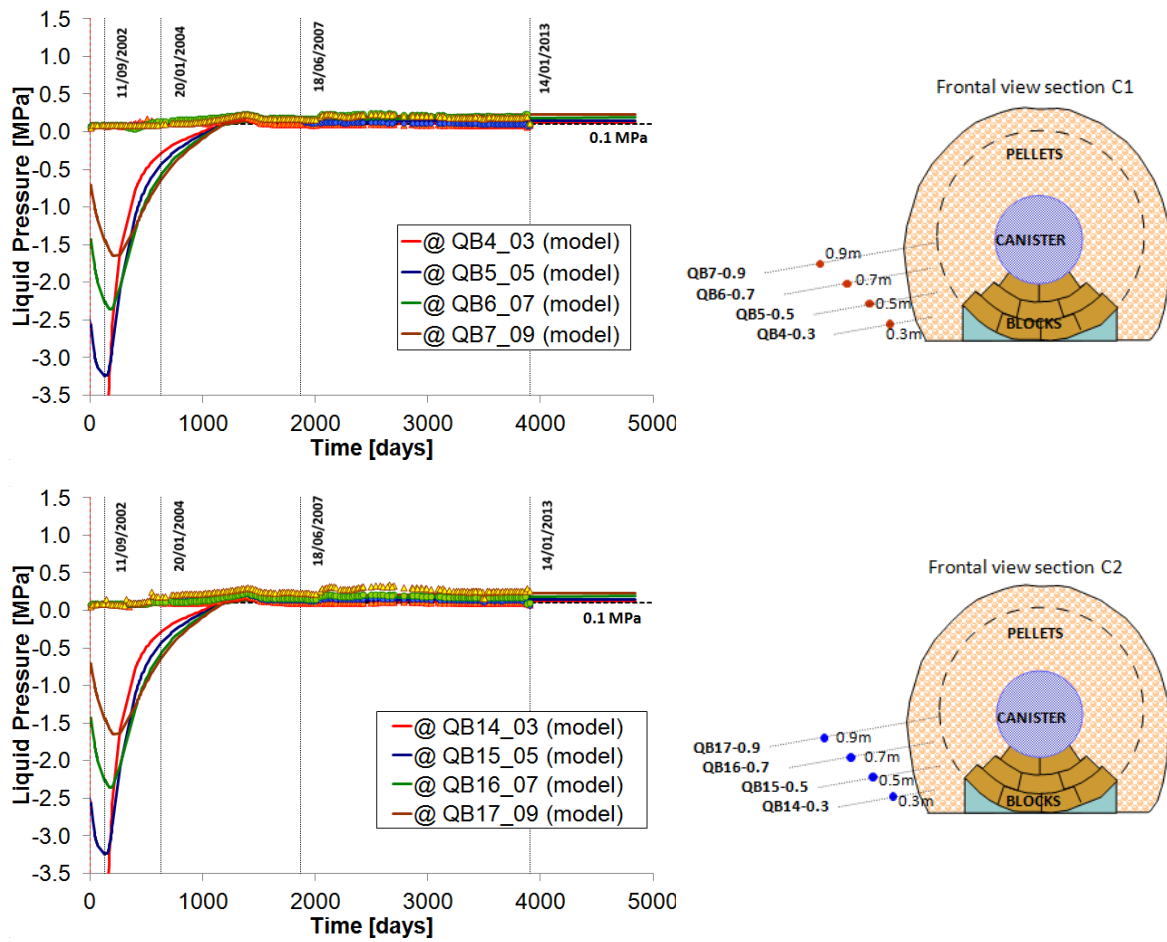 1.5
1.0
0.5
0.0
-0.5
-1.0
-1.5
-2.0
-2.5
-3.0
-3.5
Liquid Pressure [MPa]
11/09/2002
20/01/2004
18/06/2007
14/01/2013
0.1 MPa
@ QB4_03 (model)
@ QB5_05 (model)
@ QB6_07 (model)
@ QB7_09 (model)
0 1000 2000 3000 4000 5000
Time [days]
Frontal view section C1
PELLETS
CANISTER
BLOCKS
0.9m
QB7-0.9
0.7m
QB6-0.7
0.5m
QB5-0.5
QB4-0.3
0.3m
1.5
1.0
0.5
0.0
-0.5
-1.0
-1.5
-2.0
-2.5
-3.0
-3.5
Liquid Pressure [MPa]
11/09/2002
20/01/2004
18/06/2007
14/01/2013
0.1 MPa
@ QB14_03 (model)
@ QB15_05 (model)
@ QB16_07 (model)
@ QB17_09 (model)
0 1000 2000 3000 4000 5000
Time [days]
Frontal view section C2
PELLETS
CANISTER
BLOCKS
QB17-0.9
0.9m
QB16-0.7
0.7m
QB15-0.5
0.5m
QB14-0.3
0.3m